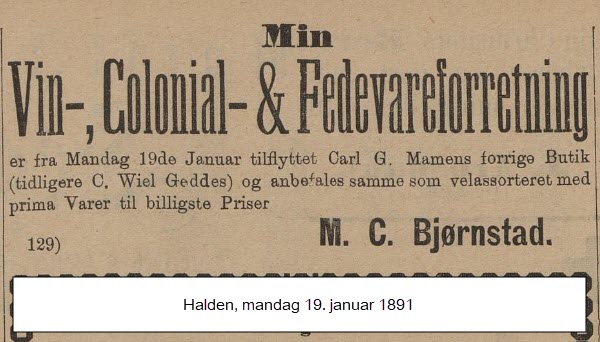 Min
Vin-, Colonial- & Fedevareforretning
er fra Mandag 19de Januar tilflyttet Carl G. Mamens forrige Butik
(tidligere C. Wiel Geddes) og anbefales samme som velassorteret med
prima Varer til billigste Priser
M. C. Bjørnstad.
129)
Halden, mandag 19. januar 1891